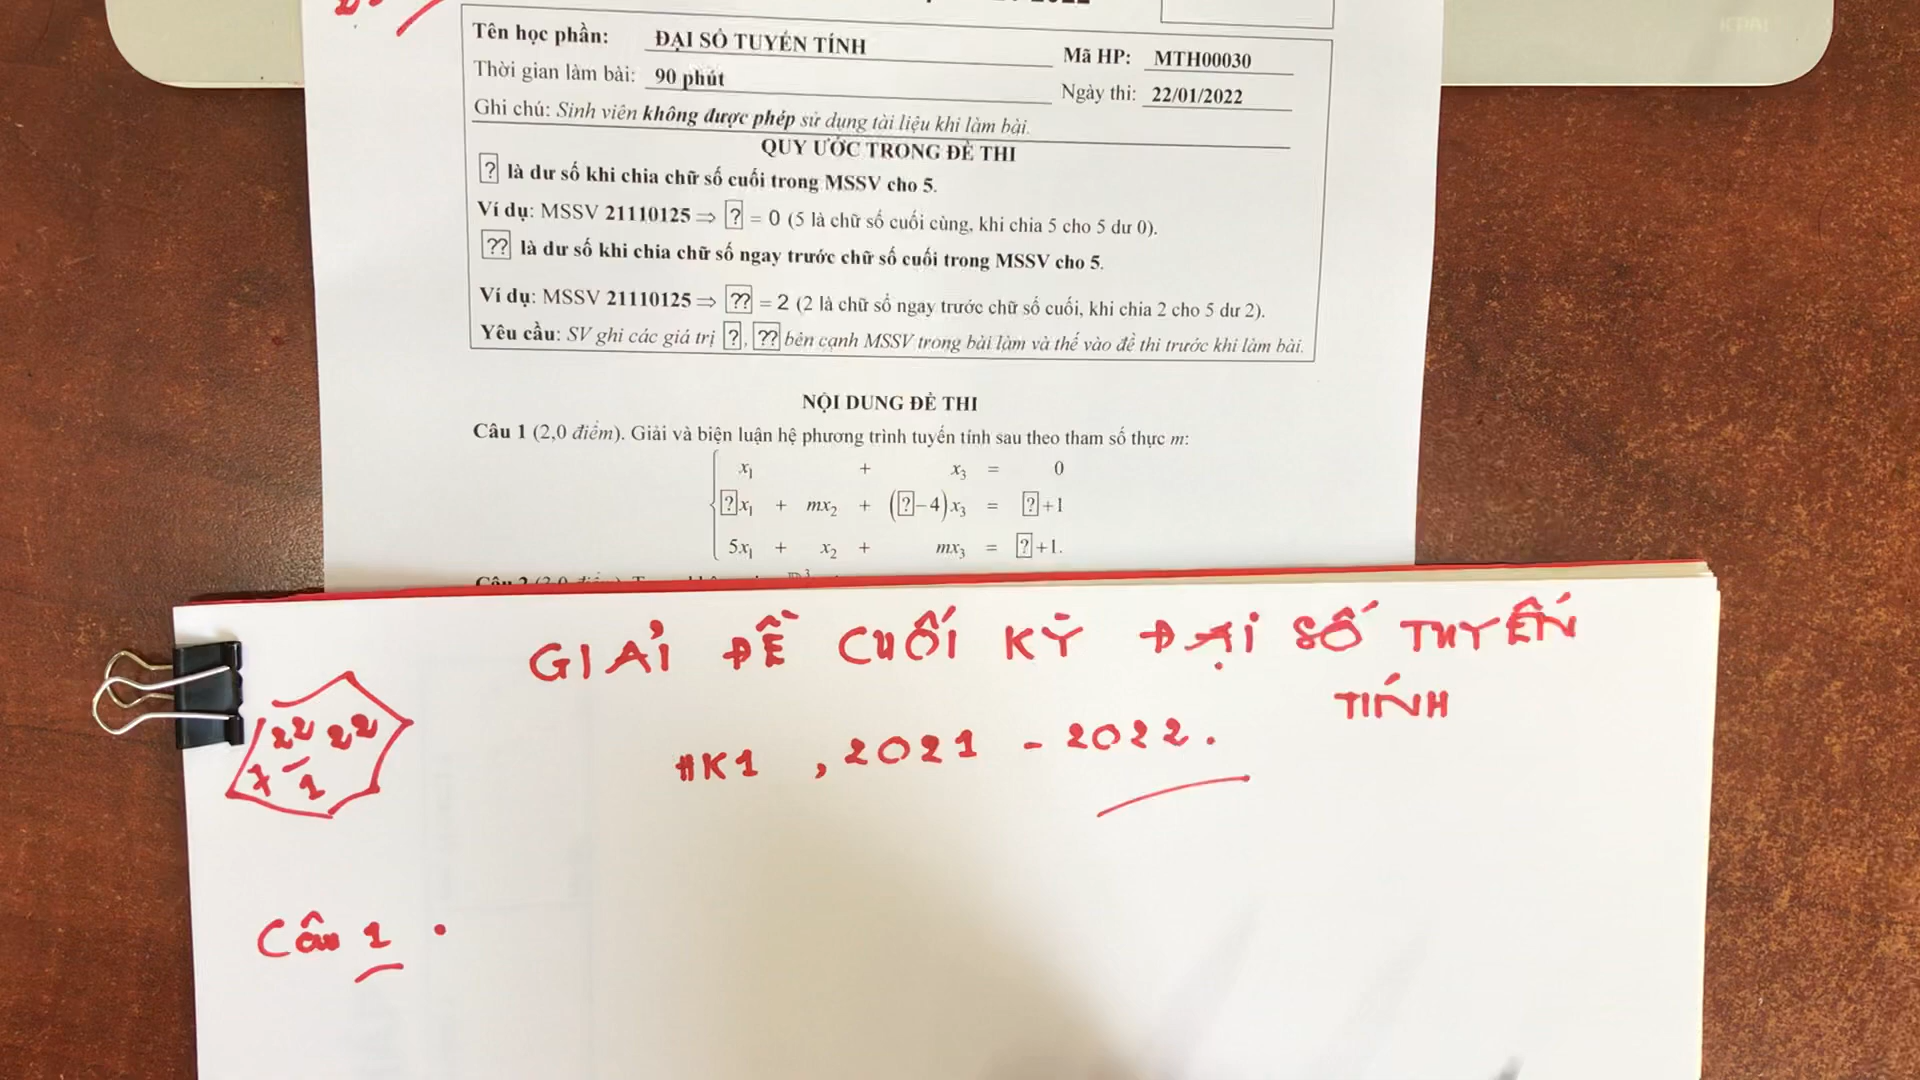 2022
Tên học phần: ĐẠI SỐ TUYẾN TÍNH Mã HP: MTH00030
Thời gian làm bài: 90 phút Ngày thi: 22/01/2022
Ghi chú: Sinh viên không được phép sử dụng tài liệu khi làm bài.
QUY ƯỚC TRONG ĐỀ THI
? là dư số khi chia chữ số cuối trong MSSV cho 5.
Ví dụ: MSSV 21110125 ⇒ ? = 0 (5 là chữ số cuối cùng, khi chia 5 cho 5 dư 0).
?? là dư số khi chia chữ số ngay trước chữ số cuối trong MSSV cho 5.
Ví dụ: MSSV 21110125 ⇒ ?? = 2 (2 là chữ số ngay trước chữ số cuối, khi chia 2 cho 5 dư 2).
Yêu cầu: SV ghi các giá trị ?, ?? bên cạnh MSSV trong bài làm và thế vào đề thi trước khi làm bài.
NỘI DUNG ĐỀ THI
Câu 1 (2,0 điểm). Giải và biện luận hệ phương trình tuyến tính sau theo tham số thực m:
x₁ + x₃ = 0
?x₁ + mx₂ + (?−4)x₃ = ?+1
5x₁ + x₂ + mx₃ = ?+1.
GIẢI ĐỀ CUỐI KỲ ĐẠI SỐ TUYẾN
TÍNH
HK1 , 2021 - 2022.
22 22
7 1
Câu 1 .